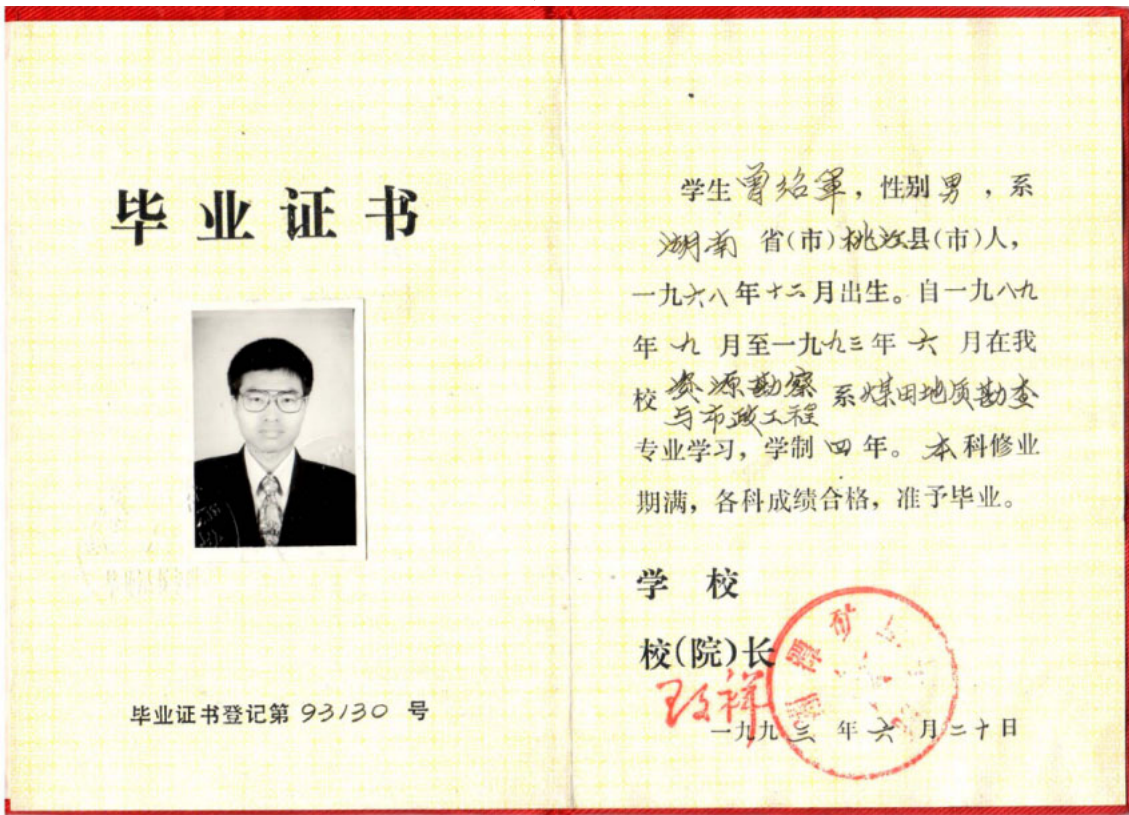 毕业证书
毕业证书登记第 93130 号
学生曾绍军，性别男，系
湖南省(市)桃江县(市)人，
一九六八年十二月出生。自一九八九
年九月至一九九三年六月在我
校资源勘察与市政工程系煤田地质勘查
专业学习，学制四年。本科修业
期满，各科成绩合格，准予毕业。
学校
校(院)长
一九九三年六月二十日
湘潭矿